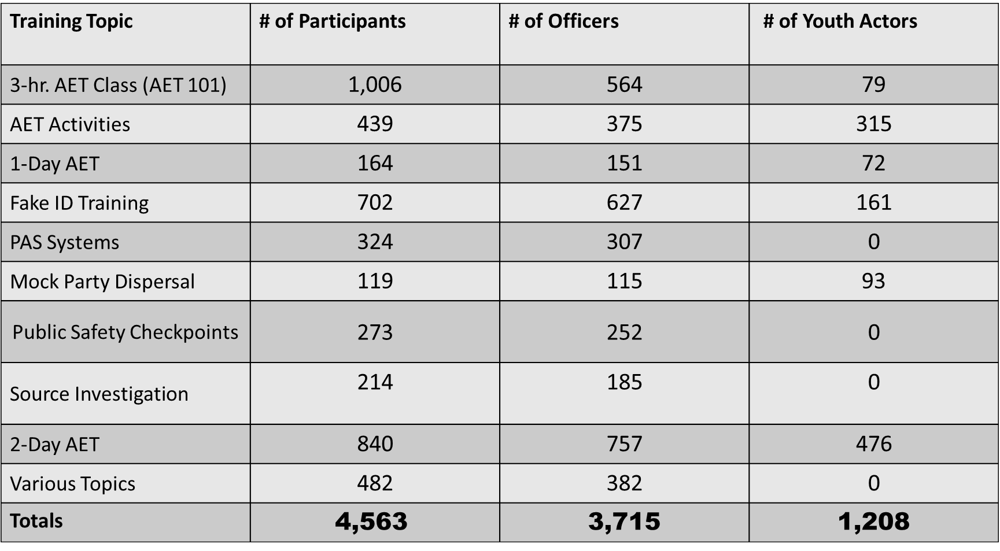 Training Topic # of Participants # of Officers # of Youth Actors
3-hr. AET Class (AET 101) 1,006 564 79
AET Activities 439 375 315
1-Day AET 164 151 72
Fake ID Training 702 627 161
PAS Systems 324 307 0
Mock Party Dispersal 119 115 93
Public Safety Checkpoints 273 252 0
Source Investigation 214 185 0
2-Day AET 840 757 476
Various Topics 482 382 0
Totals 4,563 3,715 1,208